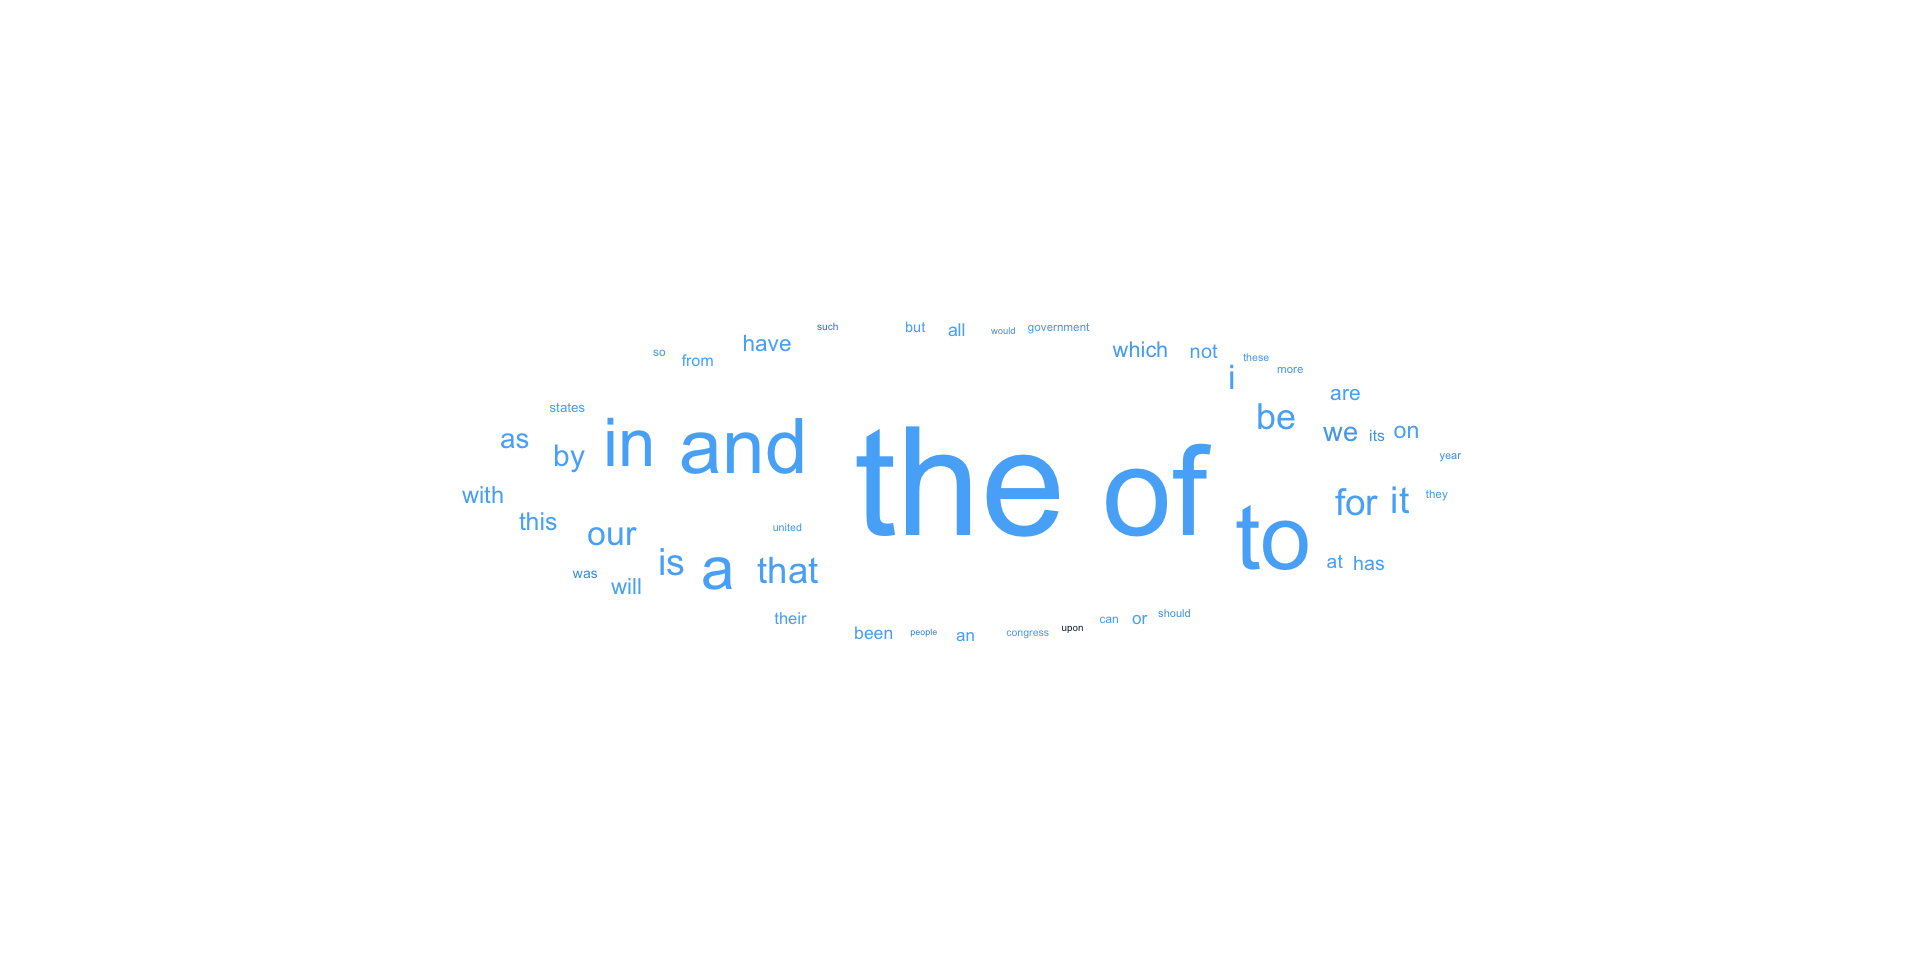 such but all would government
so from have which not these
i more
states are
as by in and the of be we its on
year
with this our united to for it they
was will is a that at has
their been people an congress upon can or should